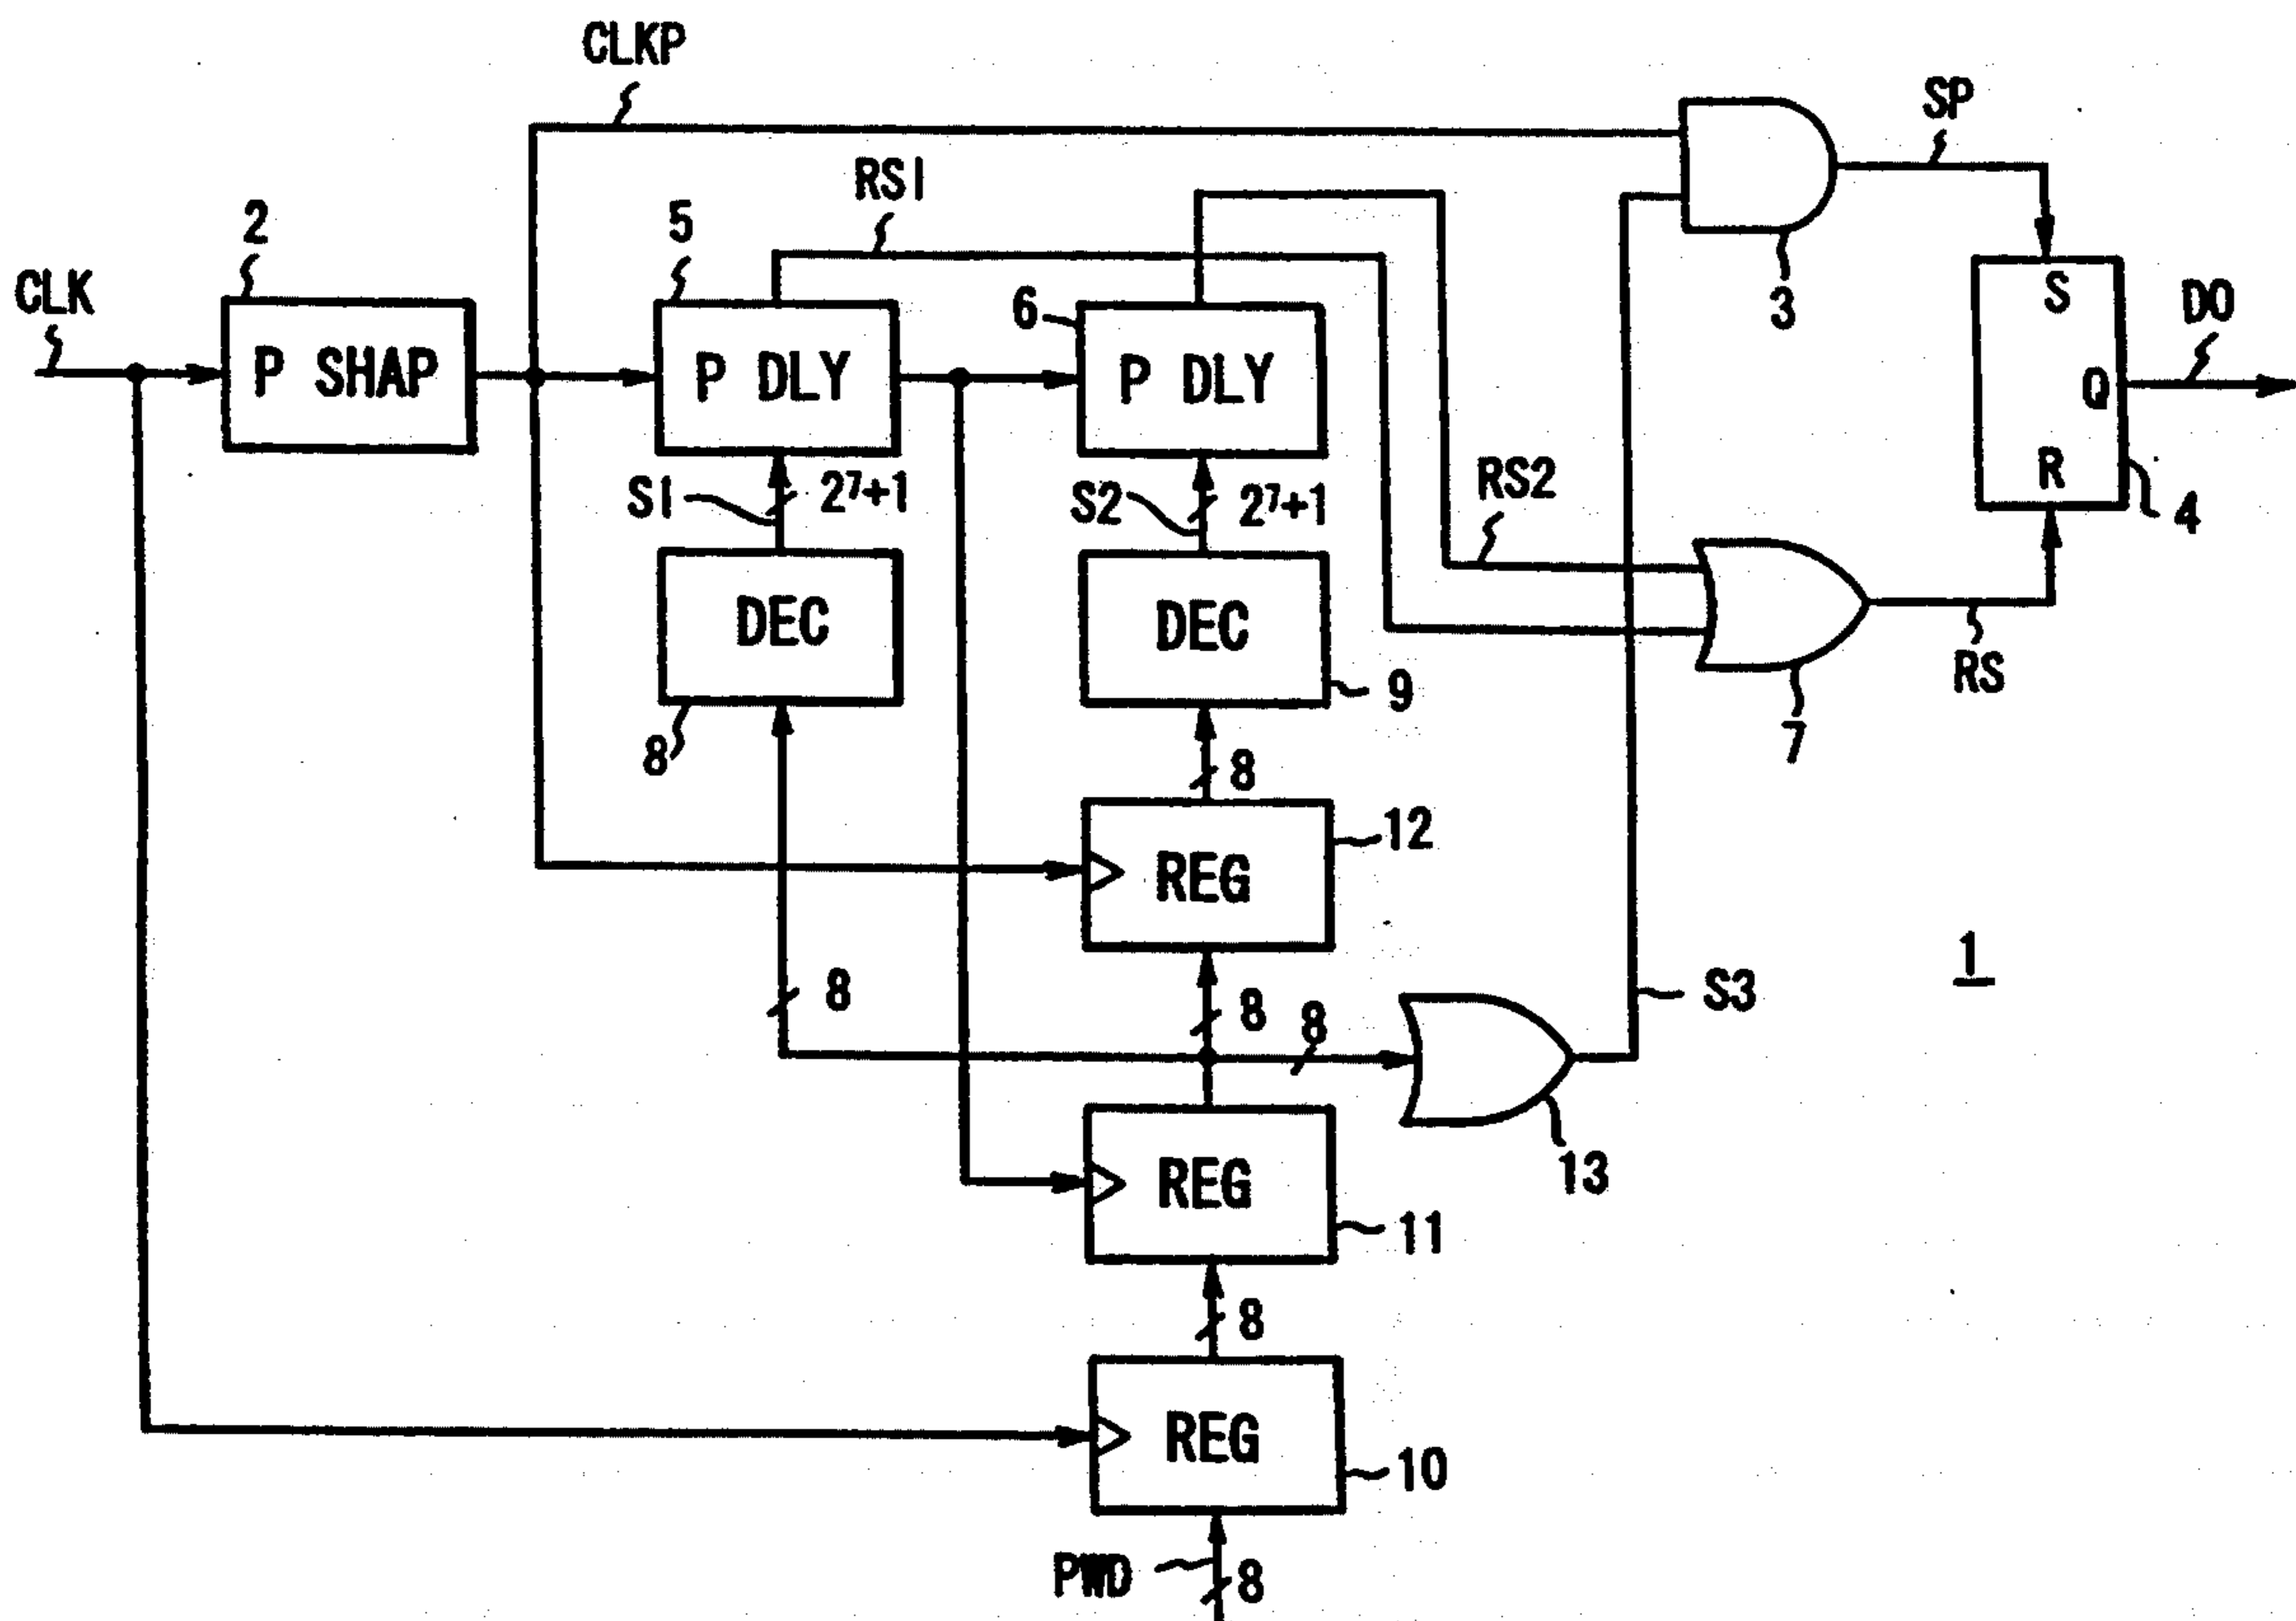 CLKP
SP
RS1
2
5
CLK
P SHAP
P DLY
6
P DLY
3
S
DO
Q
R
4
S1
2⁷+1
S2
2⁷+1
RS2
DEC
DEC
8
9
RS
7
8
REG
12
8
8
8
S3
1
REG
13
11
8
REG
10
PWD
8